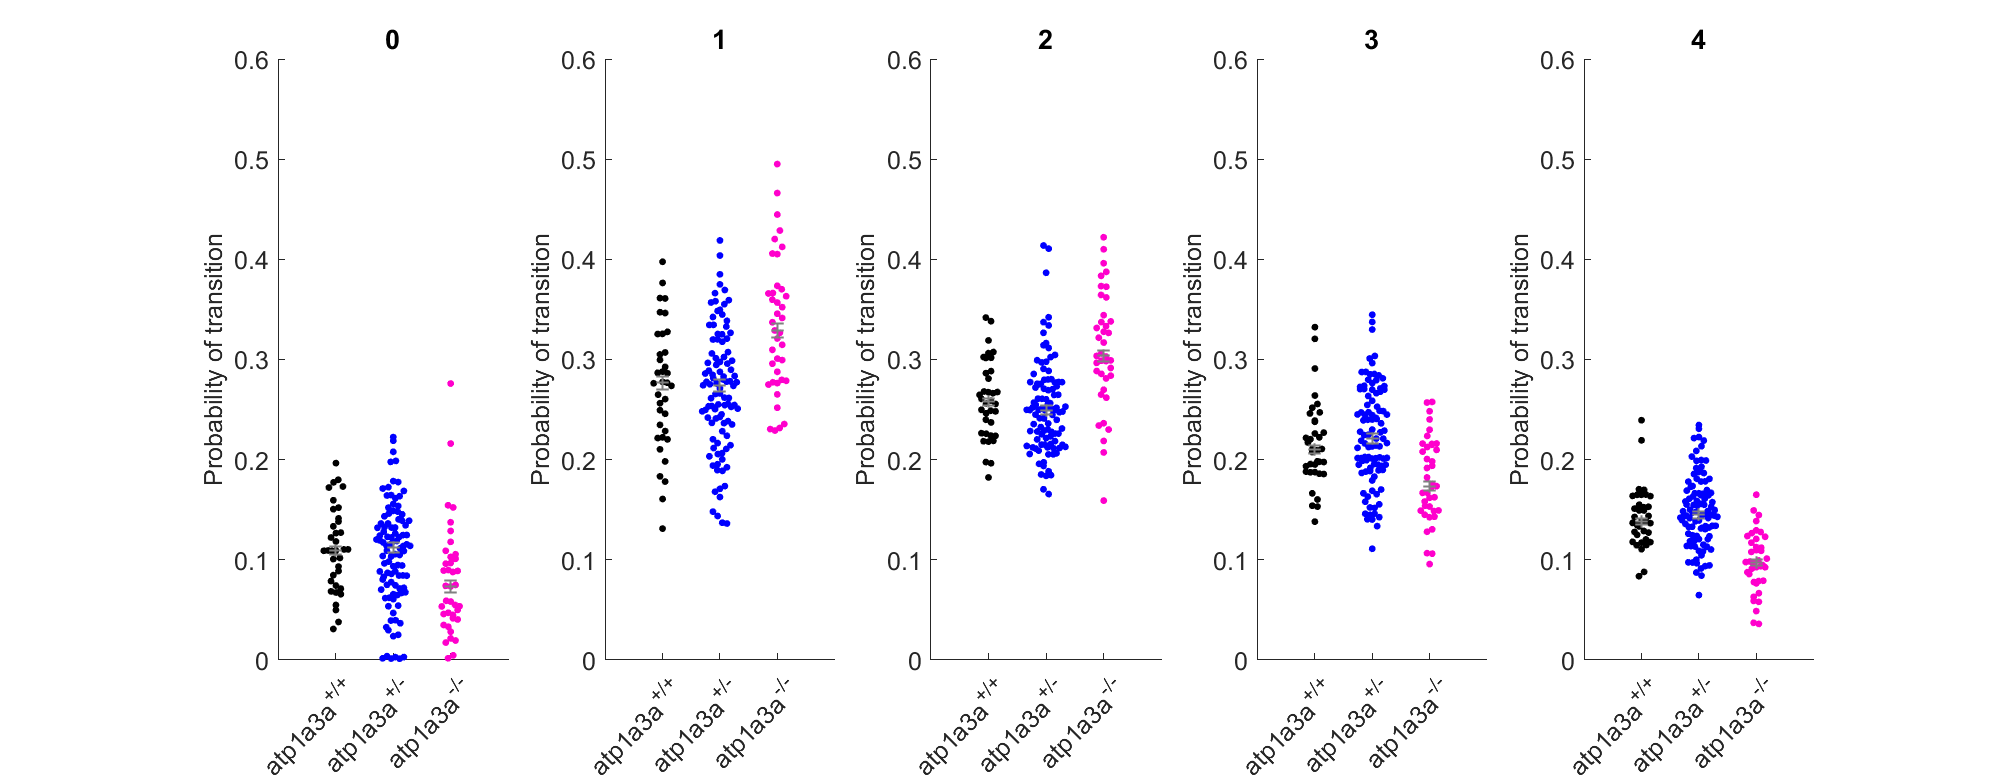 0 1 2 3 4
0.6 0.6 0.6 0.6 0.6
0.5 0.5 0.5 0.5 0.5
0.4 0.4 0.4 0.4 0.4
0.3 0.3 0.3 0.3 0.3
0.2 0.2 0.2 0.2 0.2
0.1 0.1 0.1 0.1 0.1
0 0 0 0 0
Probability of transition
Probability of transition
Probability of transition
Probability of transition
Probability of transition
atp1a3a +/+
atp1a3a +/-
atp1a3a -/-
atp1a3a +/+
atp1a3a +/-
atp1a3a -/-
atp1a3a +/+
atp1a3a +/-
atp1a3a -/-
atp1a3a +/+
atp1a3a +/-
atp1a3a -/-
atp1a3a +/+
atp1a3a +/-
atp1a3a -/-